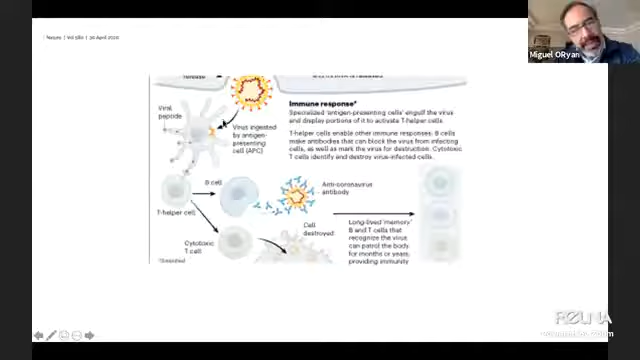 | Nature | Vol 580 | 30 April 2020
Miguel ORyan
Immune response*
Specialized 'antigen-presenting cells' engulf the virus
and display portions of it to activate T-helper cells.
T-helper cells enable other immune responses: B cells
make antibodies that can block the virus from infecting
cells, as well as mark the virus for destruction. Cytotoxic
T cells identify and destroy virus-infected cells.
Viral
peptide
Virus ingested
by antigen-
presenting
cell (APC)
B cell
Anti-coronavirus
antibody
T-helper cell
Cell
destroyed
Cytotoxic
T cell
Long-lived 'memory'
B and T cells that
recognize the virus
can patrol the body
for months or years,
providing immunity